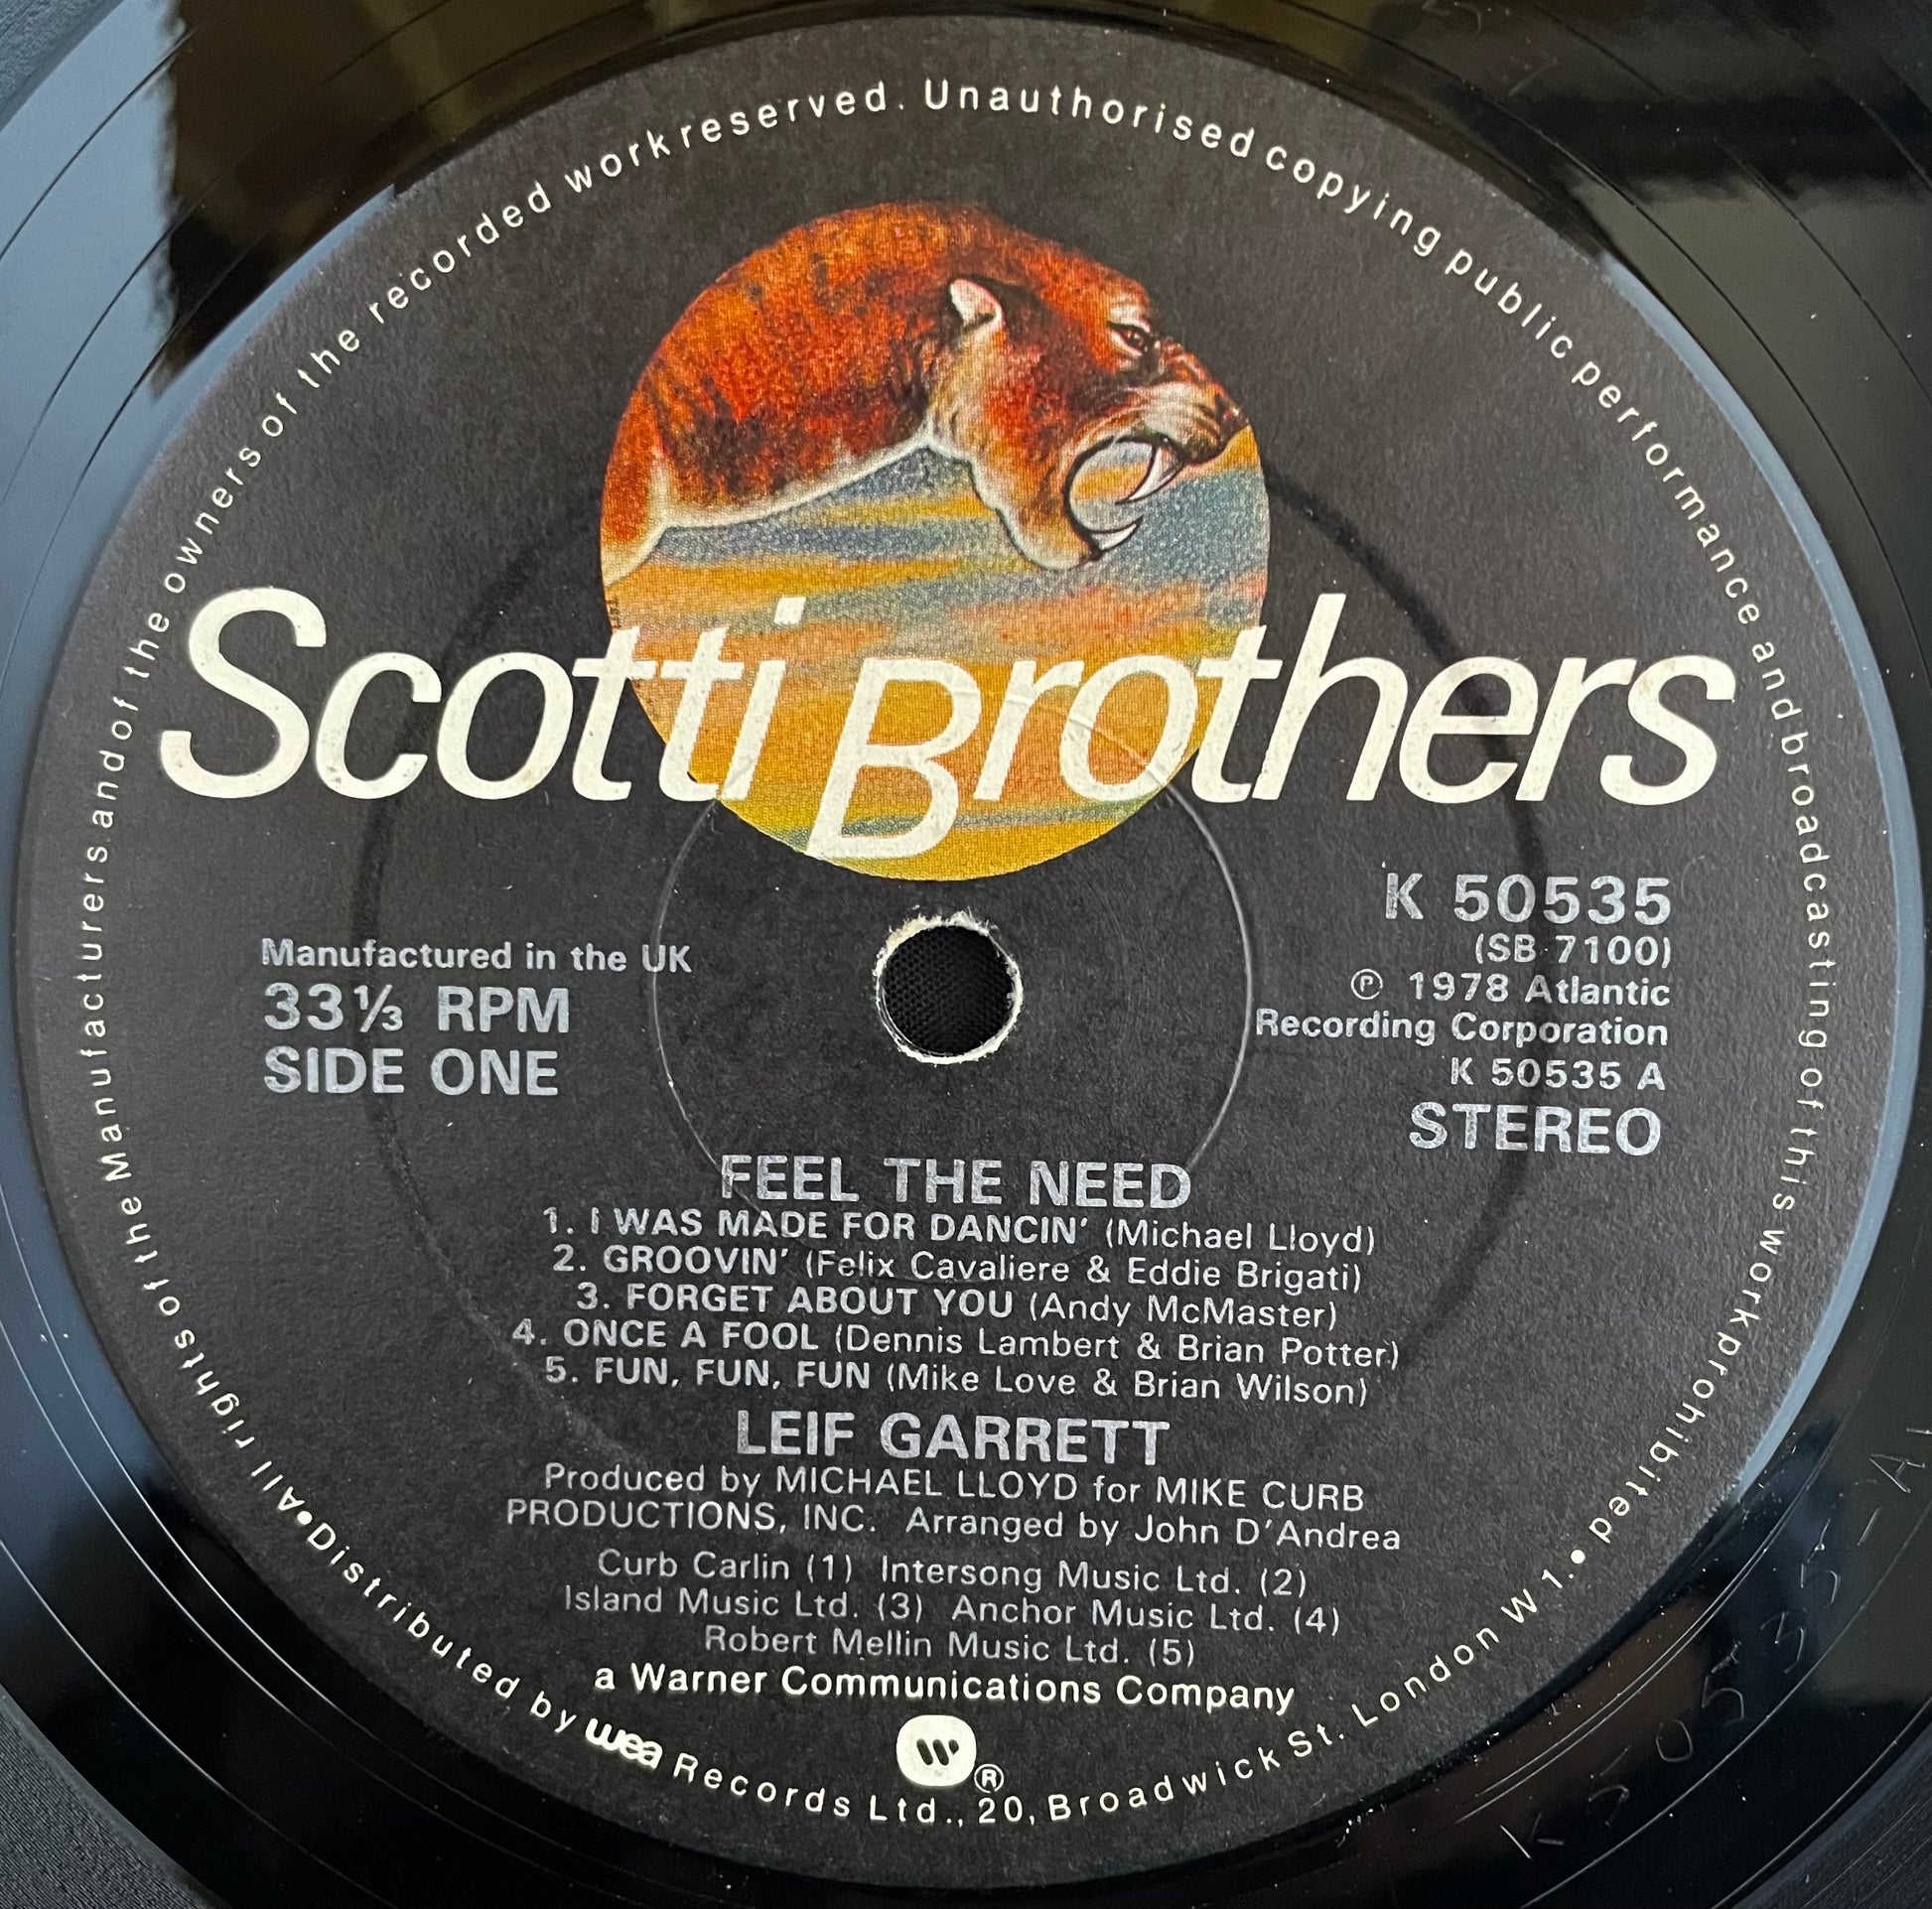 All rights of the Manufacturers and of the owners of the recorded work reserved. Unauthorised copying public performance and broadcasting of this work prohibited
Scotti Brothers
Manufactured in the UK
33⅓ RPM
SIDE ONE
K 50535
(SB 7100)
℗ 1978 Atlantic
Recording Corporation
K 50535 A
STEREO
FEEL THE NEED
1. I WAS MADE FOR DANCIN' (Michael Lloyd)
2. GROOVIN' (Felix Cavaliere & Eddie Brigati)
3. FORGET ABOUT YOU (Andy McMaster)
4. ONCE A FOOL (Dennis Lambert & Brian Potter)
5. FUN, FUN, FUN (Mike Love & Brian Wilson)
LEIF GARRETT
Produced by MICHAEL LLOYD for MIKE CURB
PRODUCTIONS, INC. Arranged by John D'Andrea
Curb Carlin (1) Intersong Music Ltd. (2)
Island Music Ltd. (3) Anchor Music Ltd. (4)
Robert Mellin Music Ltd. (5)
a Warner Communications Company
W ®
• Distributed by wea Records Ltd., 20, Broadwick St. London W 1. •
K 50535-A